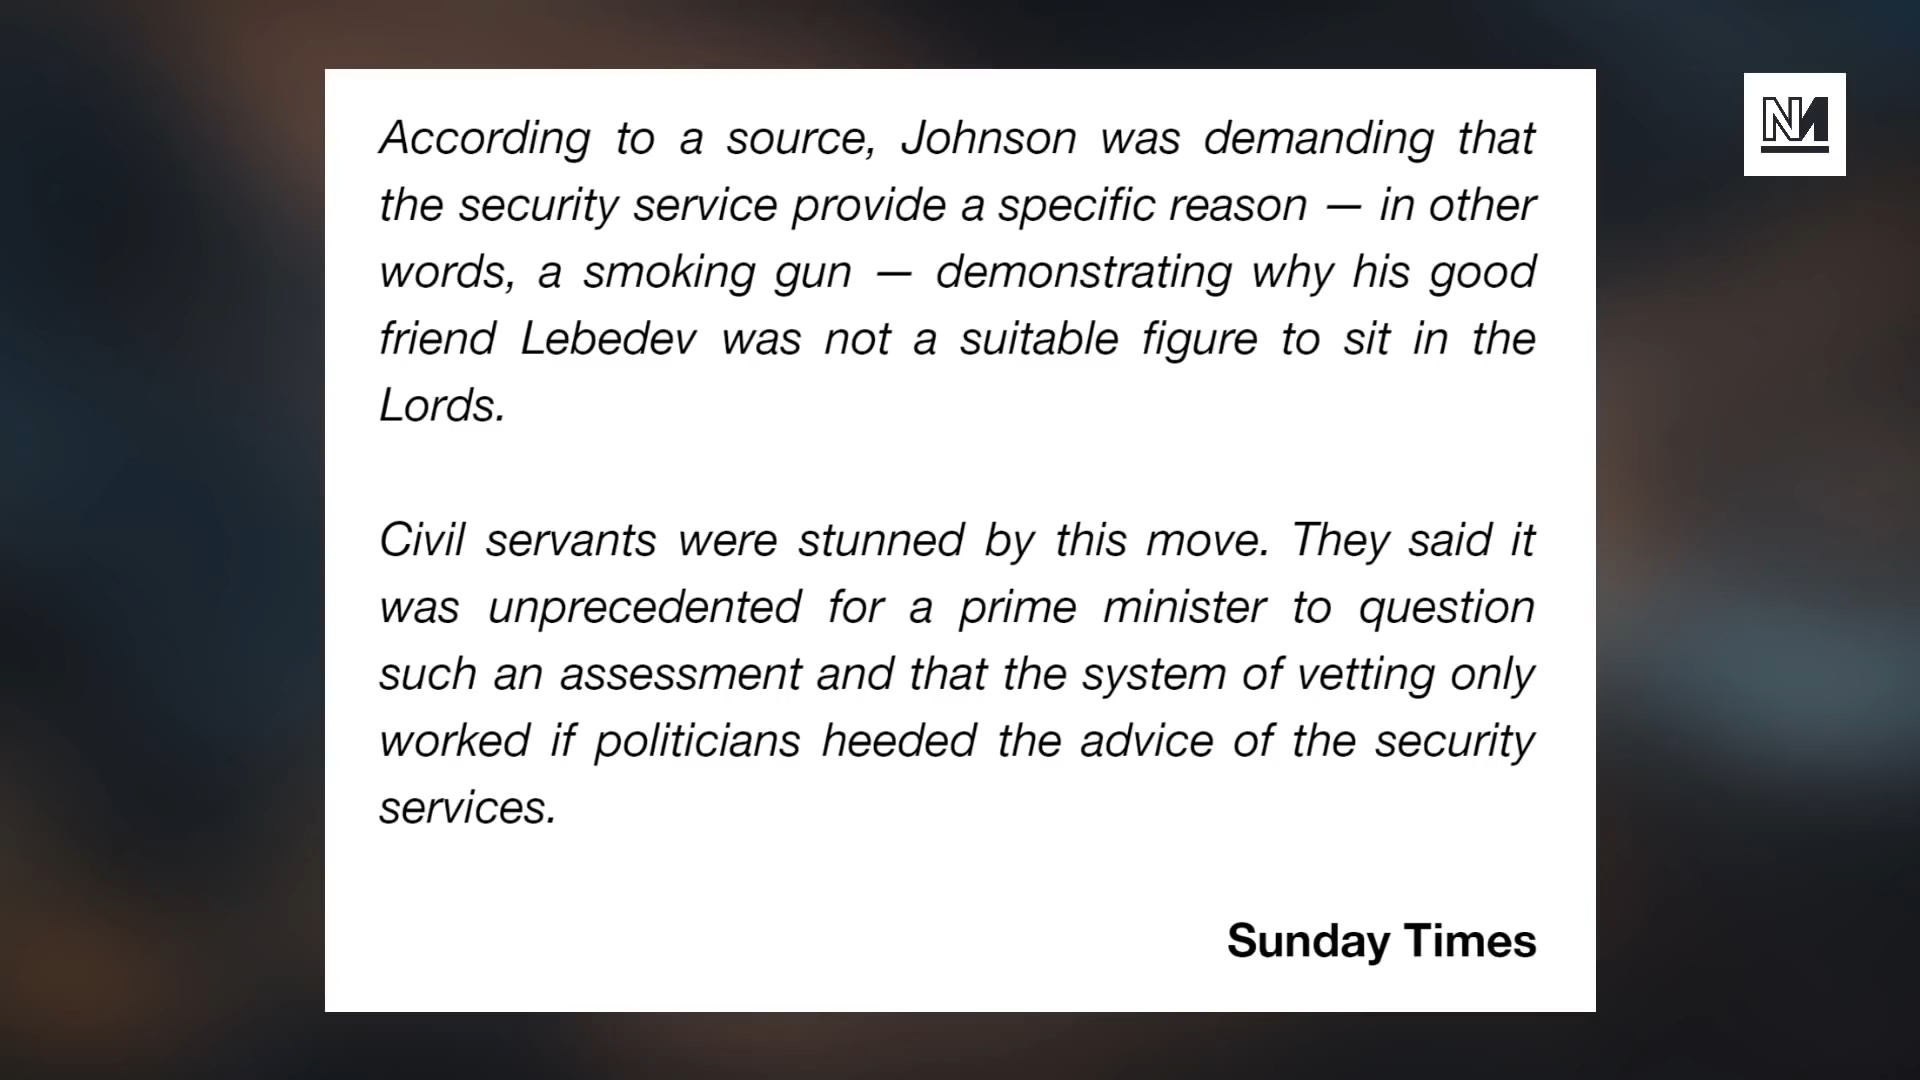 According to a source, Johnson was demanding that
the security service provide a specific reason — in other
words, a smoking gun — demonstrating why his good
friend Lebedev was not a suitable figure to sit in the
Lords.
Civil servants were stunned by this move. They said it
was unprecedented for a prime minister to question
such an assessment and that the system of vetting only
worked if politicians heeded the advice of the security
services.
Sunday Times
NM